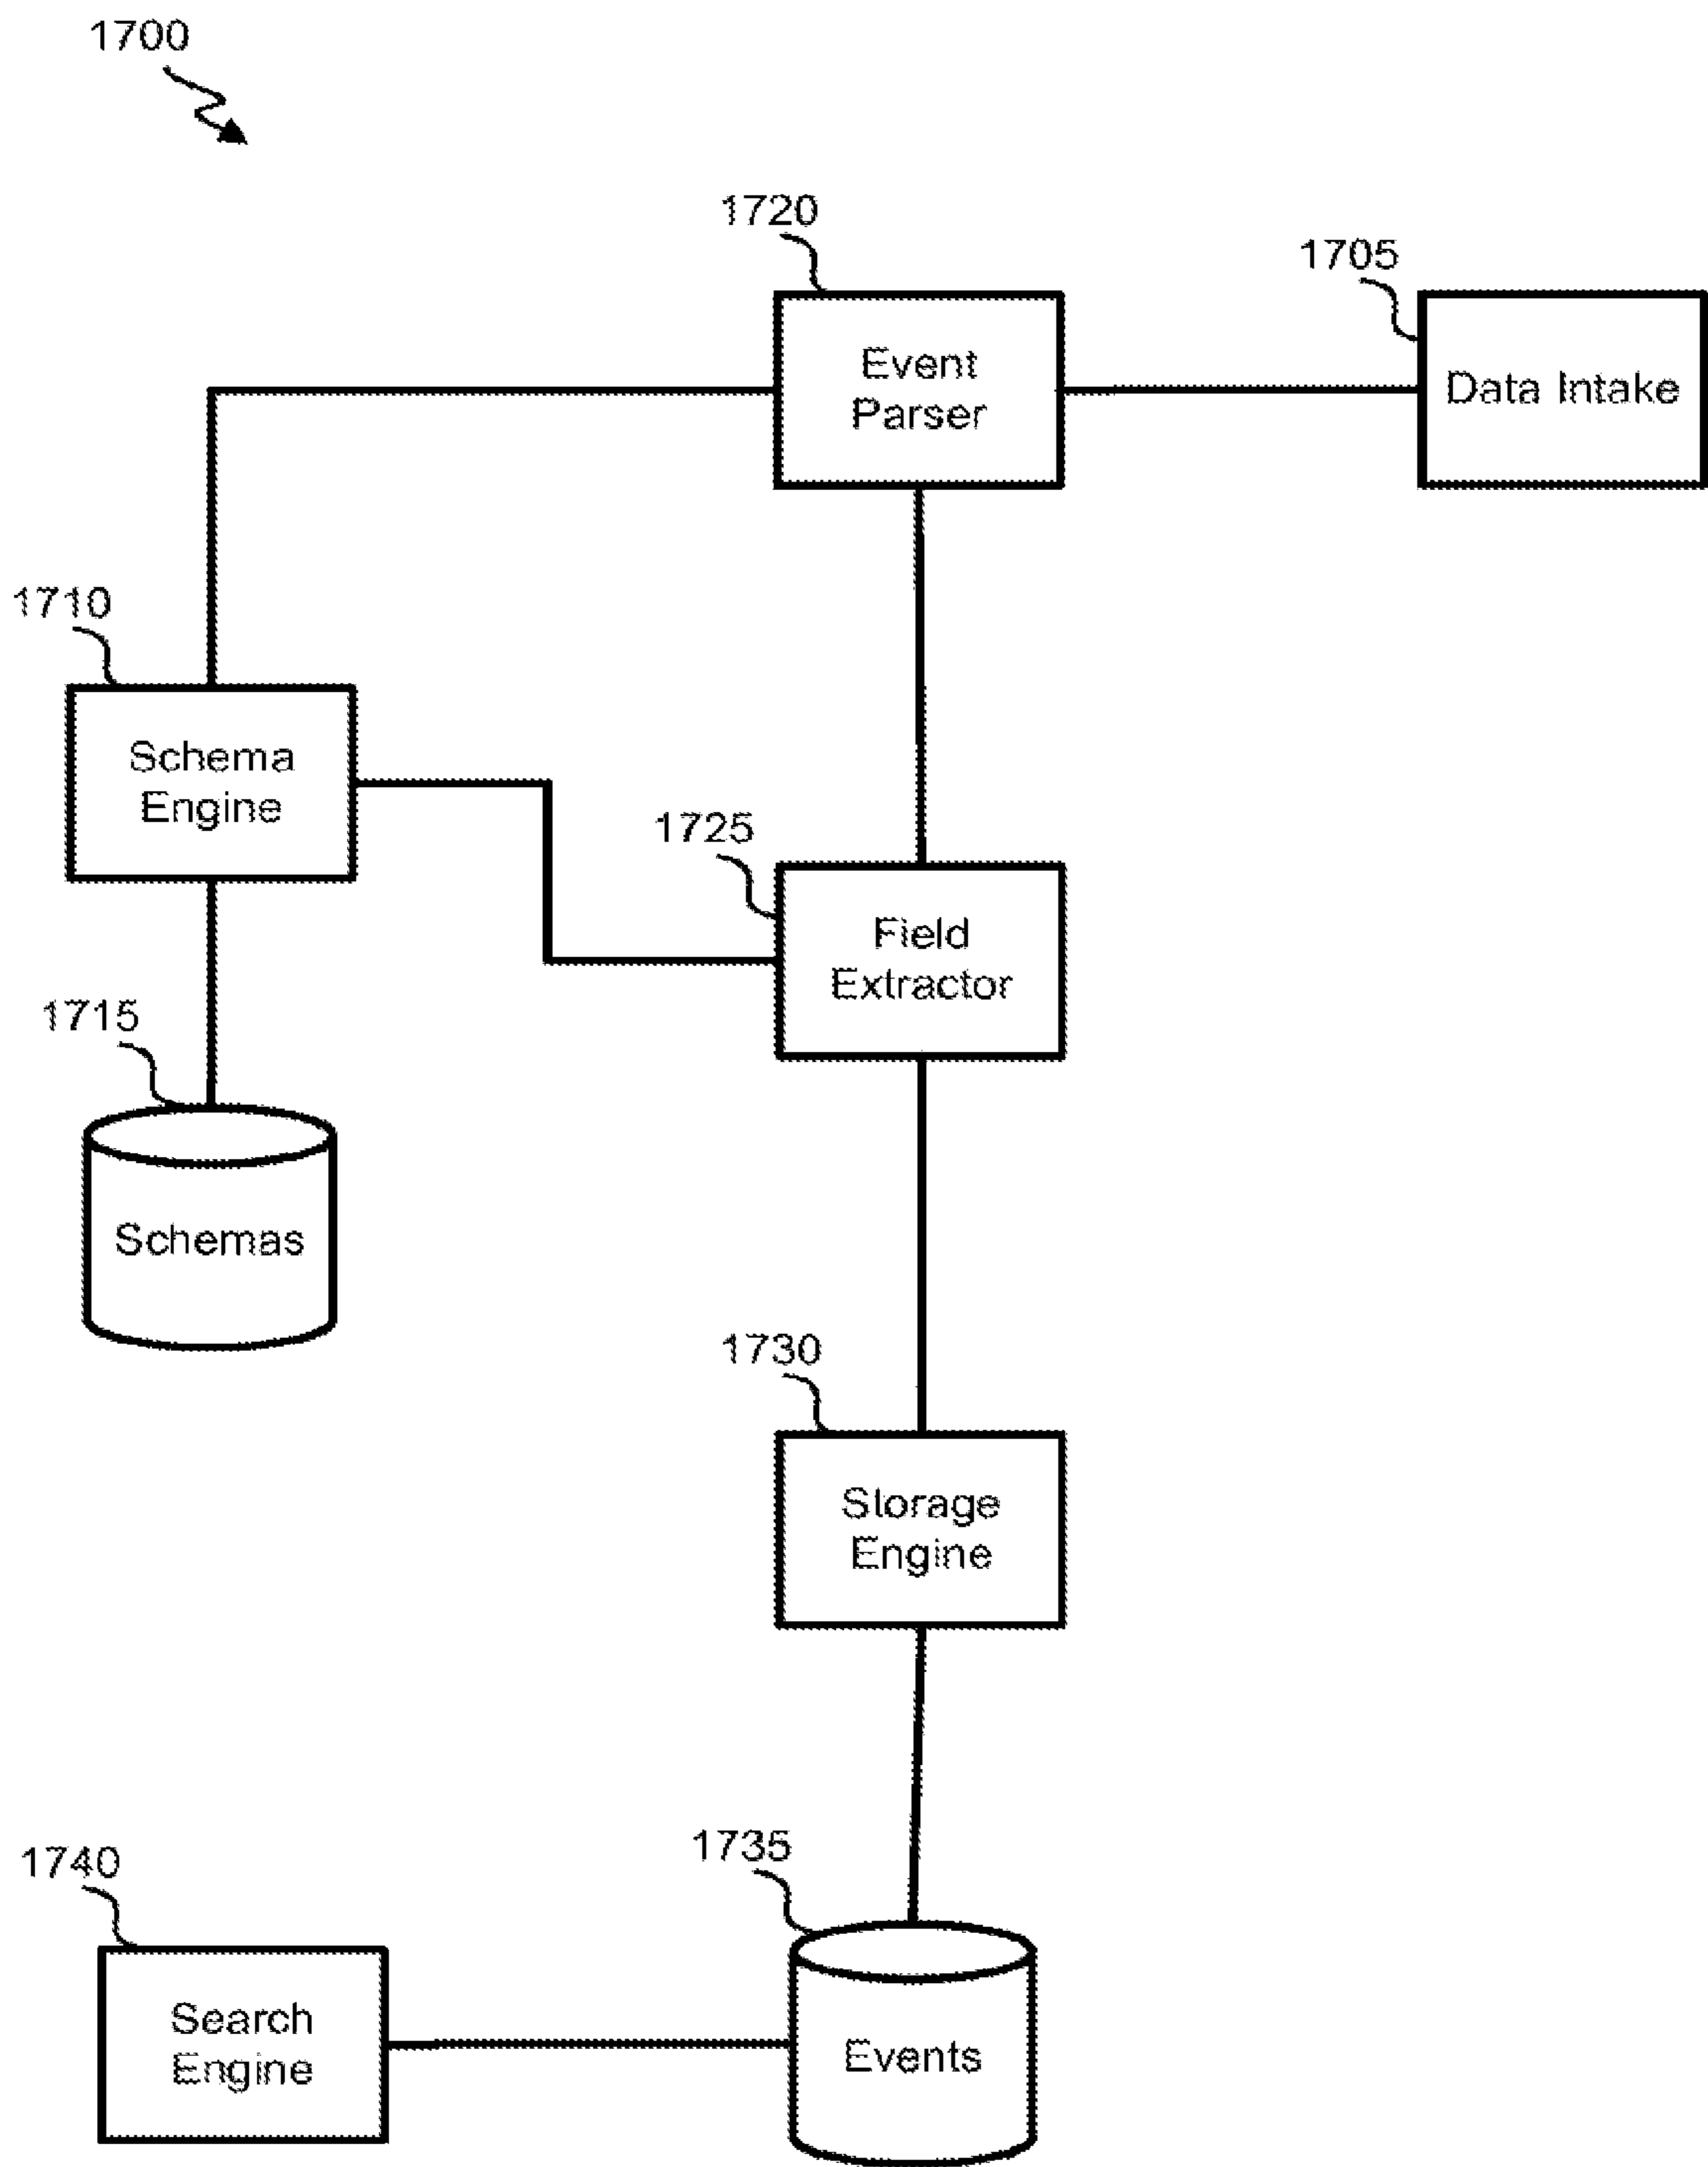 1700
1720
1705
Event
Parser
Data Intake
1710
Schema
Engine
1725
Field
Extractor
1715
Schemas
1730
Storage
Engine
1740
1735
Search
Engine
Events